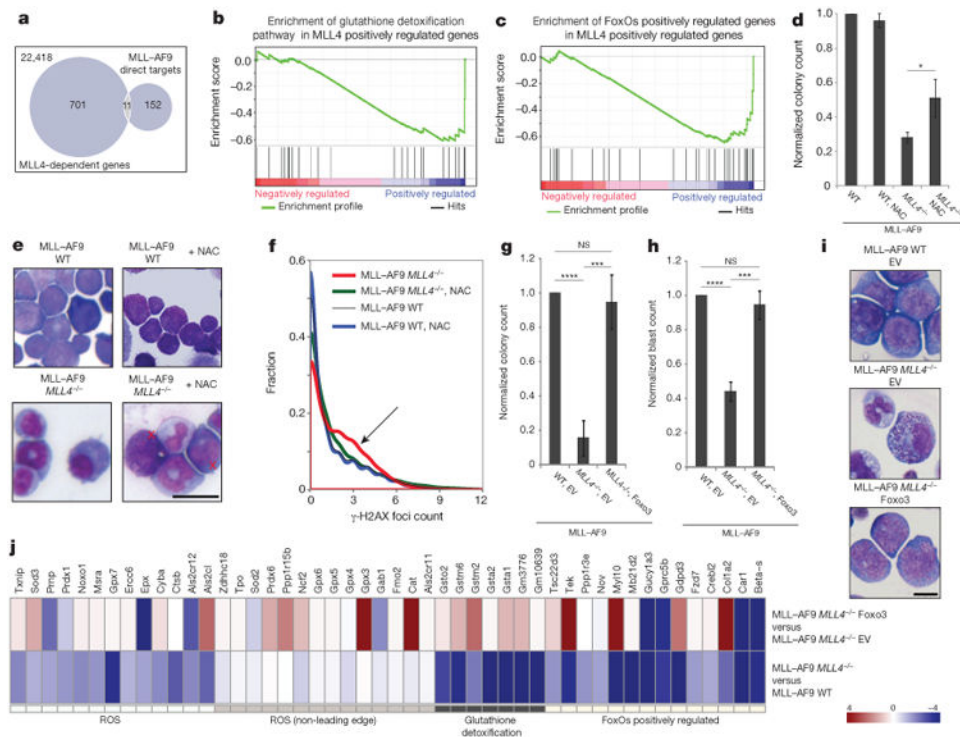 a
22,418
MLL–AF9
direct targets
701
11
152
MLL4-dependent genes
b
Enrichment of glutathione detoxification
pathway in MLL4 positively regulated genes
Enrichment score
0.0
−0.2
−0.4
−0.6
Negatively regulated
Positively regulated
Enrichment profile
Hits
c
Enrichment of FoxOs positively regulated genes
in MLL4 positively regulated genes
Enrichment score
0.0
−0.2
−0.4
−0.6
Negatively regulated
Positively regulated
Enrichment profile
Hits
d
Normalized colony count
1.0
0.8
0.6
0.4
0.2
0
*
WT
WT, NAC
MLL4−/−
MLL4−/−,
NAC
MLL–AF9
e
MLL–AF9
WT
MLL–AF9
WT
+ NAC
MLL–AF9
MLL4−/−
MLL–AF9
MLL4−/−
+ NAC
f
Fraction
0.6
0.4
0.2
0
0
3
6
9
12
γ-H2AX foci count
MLL–AF9 MLL4−/−
MLL–AF9 MLL4−/−, NAC
MLL–AF9 WT
MLL–AF9 WT, NAC
g
Normalized colony count
1.2
1.0
0.8
0.6
0.4
0.2
0
NS
****
***
WT, EV
MLL4−/−, EV
MLL4−/−, Foxo3
MLL–AF9
h
Normalized blast count
1.2
1.0
0.8
0.6
0.4
0.2
0
NS
****
***
WT, EV
MLL4−/−, EV
MLL4−/−, Foxo3
MLL–AF9
i
MLL–AF9 WT
EV
MLL–AF9 MLL4−/−
EV
MLL–AF9 MLL4−/−
Foxo3
j
Txnip
Sod3
Prnp
Prdx1
Noxo1
Msra
Gpx7
Ercc6
Epx
Cyba
Ctsb
Als2cr12
Als2cl
Zdhhc18
Tpo
Sod2
Prdx6
Ppp1r15b
Ncf2
Gpx6
Gpx5
Gpx4
Gpx3
Gab1
Cat
Fmo2
Als2cr11
Gsto2
Gstm6
Gstm2
Gsta2
Gsta1
Gm3776
Gm10639
Tsc22d3
Tek
Ppp1r3e
Nov
Myl10
Mb21d2
Gucy1a3
Gprc5b
Gdpd3
Fzd7
Crebl2
Col1a2
Car1
Beta-s
MLL–AF9 MLL4−/− Foxo3
versus
MLL–AF9 MLL4−/− EV
MLL–AF9 MLL4−/−
versus
MLL–AF9 WT
ROS
ROS (non-leading edge)
Glutathione
detoxification
FoxOs positively regulated
4
0
−4